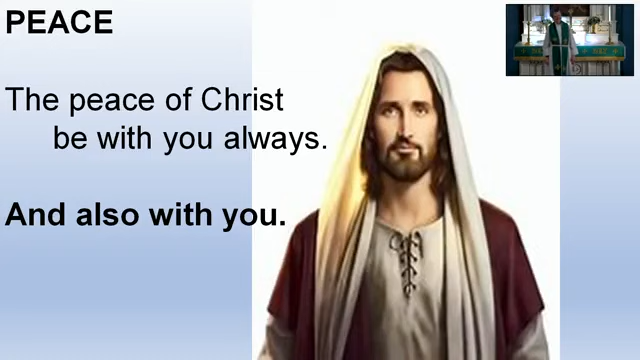 PEACE
The peace of Christ
be with you always.
And also with you.